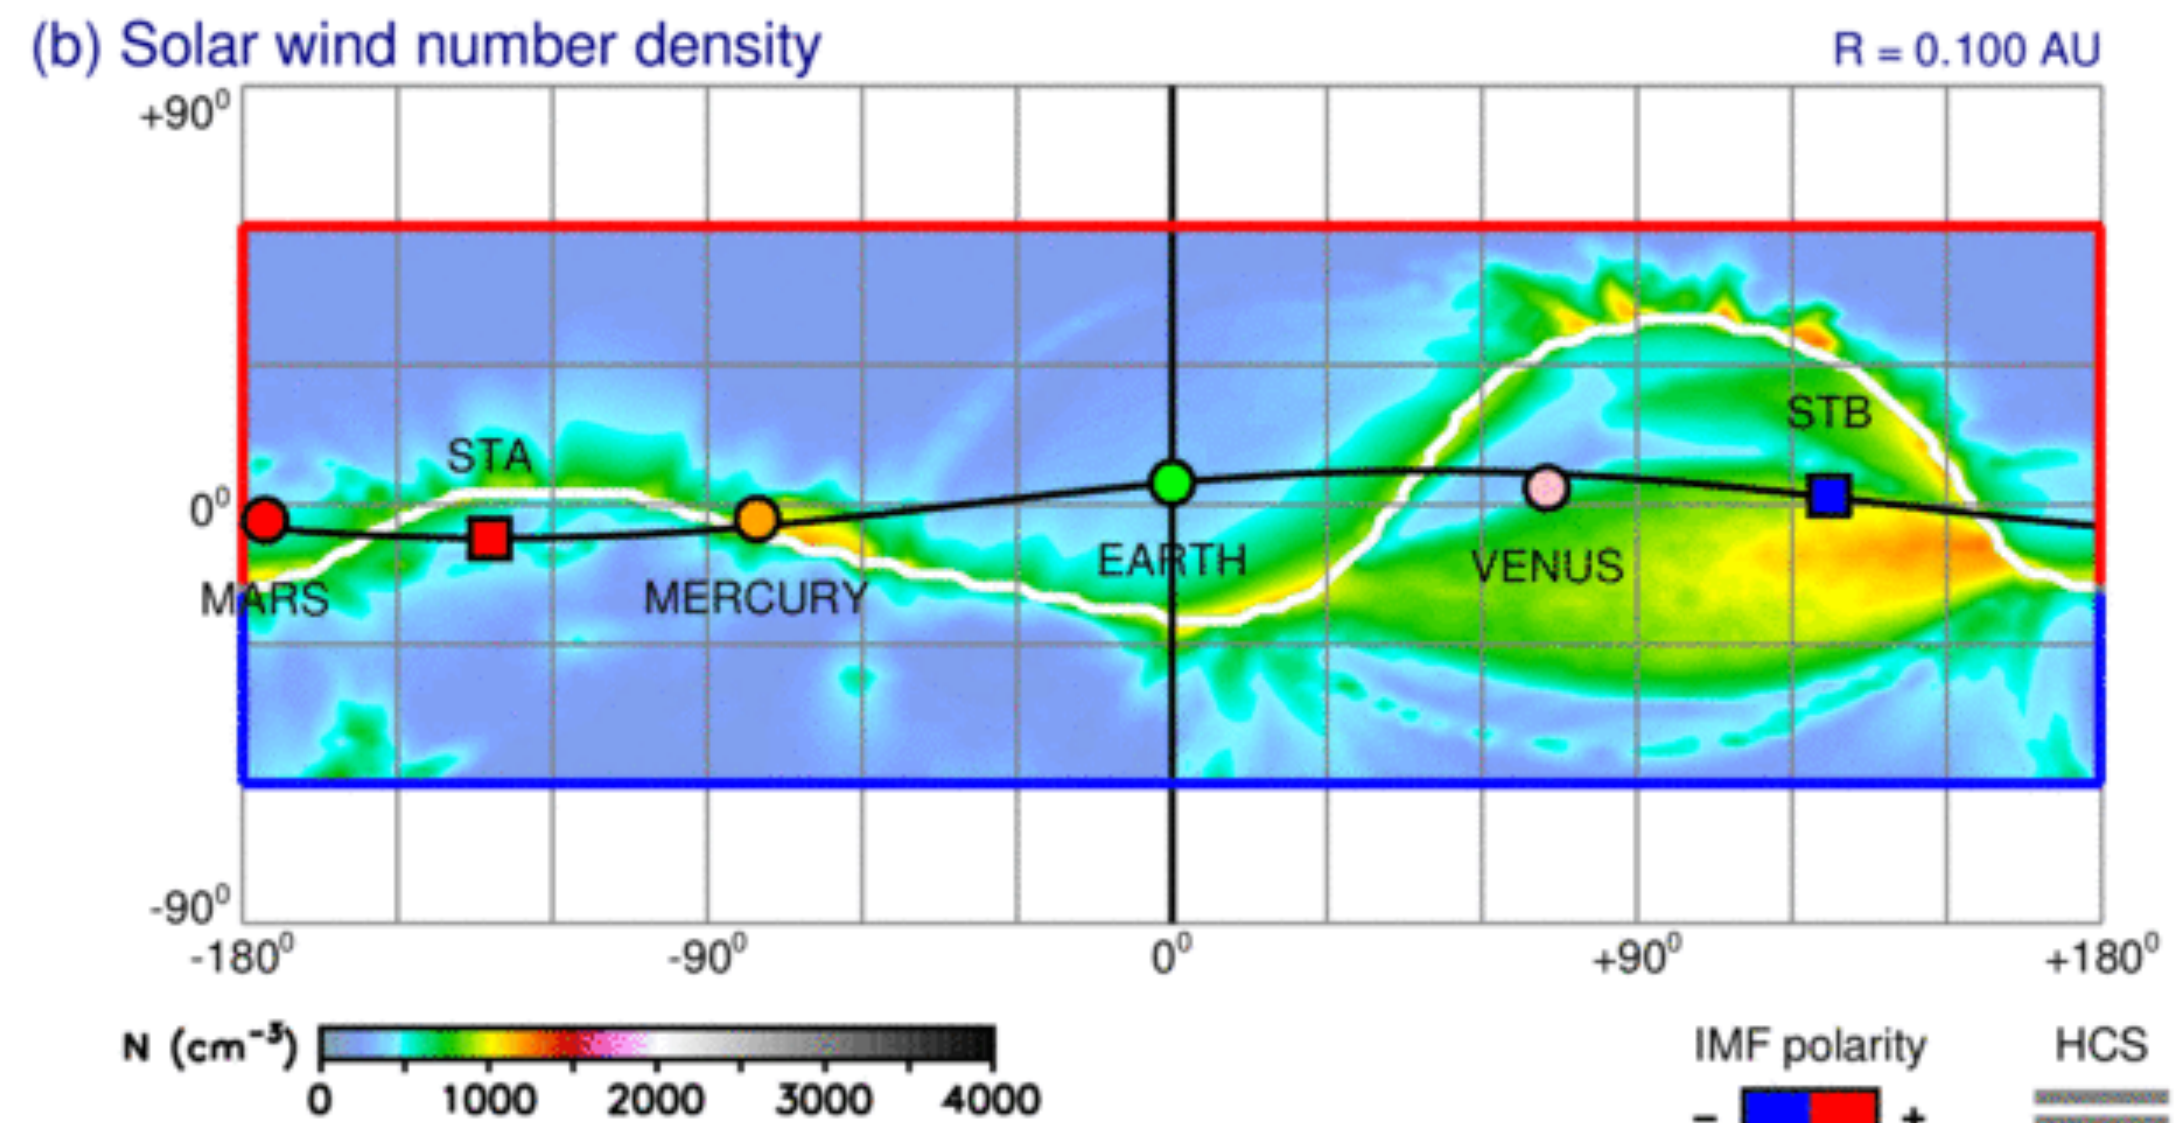 (b) Solar wind number density
R = 0.100 AU
+90⁰
STA
STB
0⁰
EARTH
VENUS
MARS
MERCURY
-90⁰
-180⁰ -90⁰ 0⁰ +90⁰ +180⁰
N (cm⁻³)
0 1000 2000 3000 4000
IMF polarity
HCS
- +